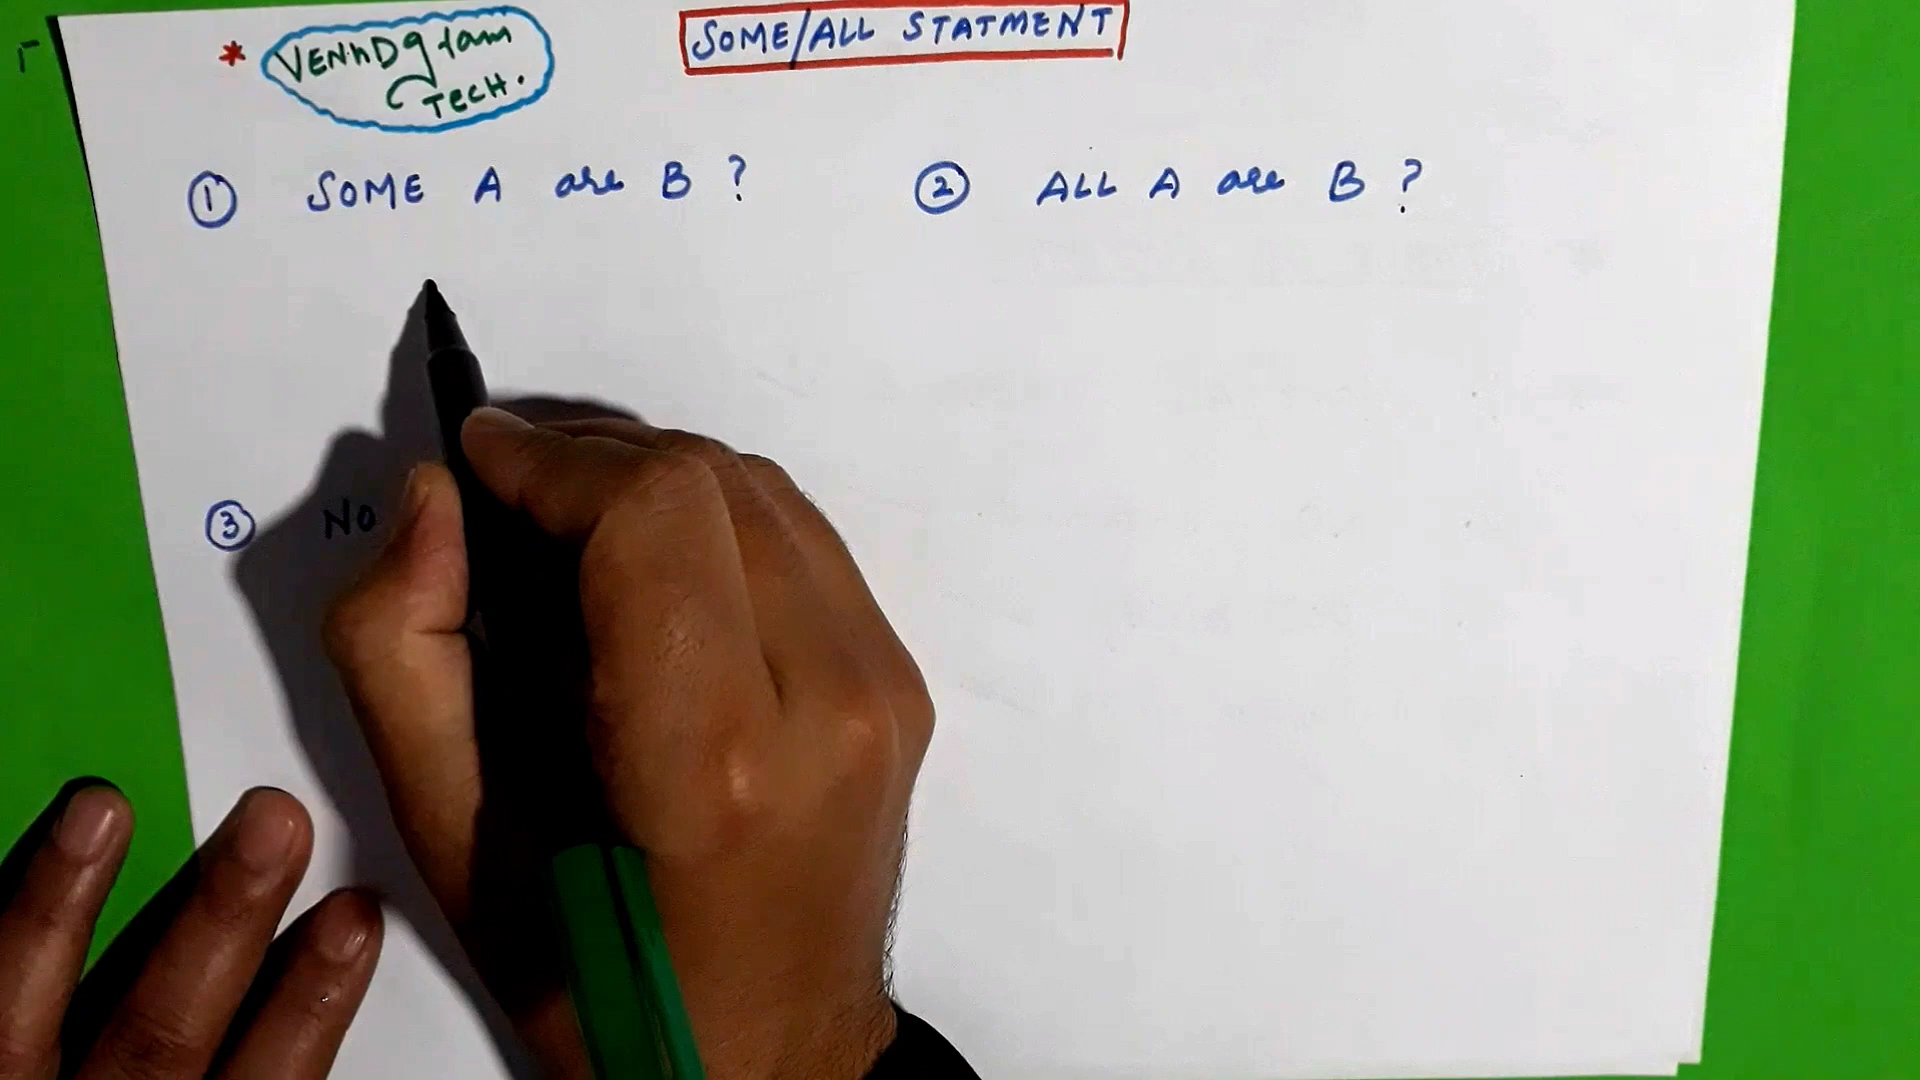 * VENnDgram
TECH.
SOME/ALL STATMENT
① SOME A are B ?
② ALL A are B ?
③ No